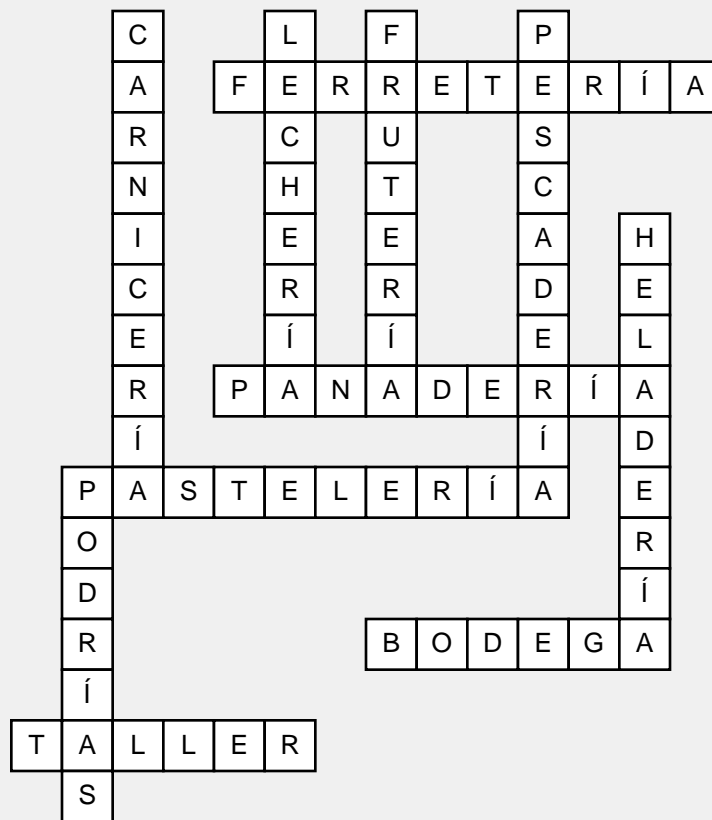 CARNICERÍA
LECHERÍA
FRUTERÍA
PESCADERÍA
FERRETERÍA
HELADERÍA
PANADERÍA
PASTELERÍA
PODRÍAS
BODEGA
TALLER